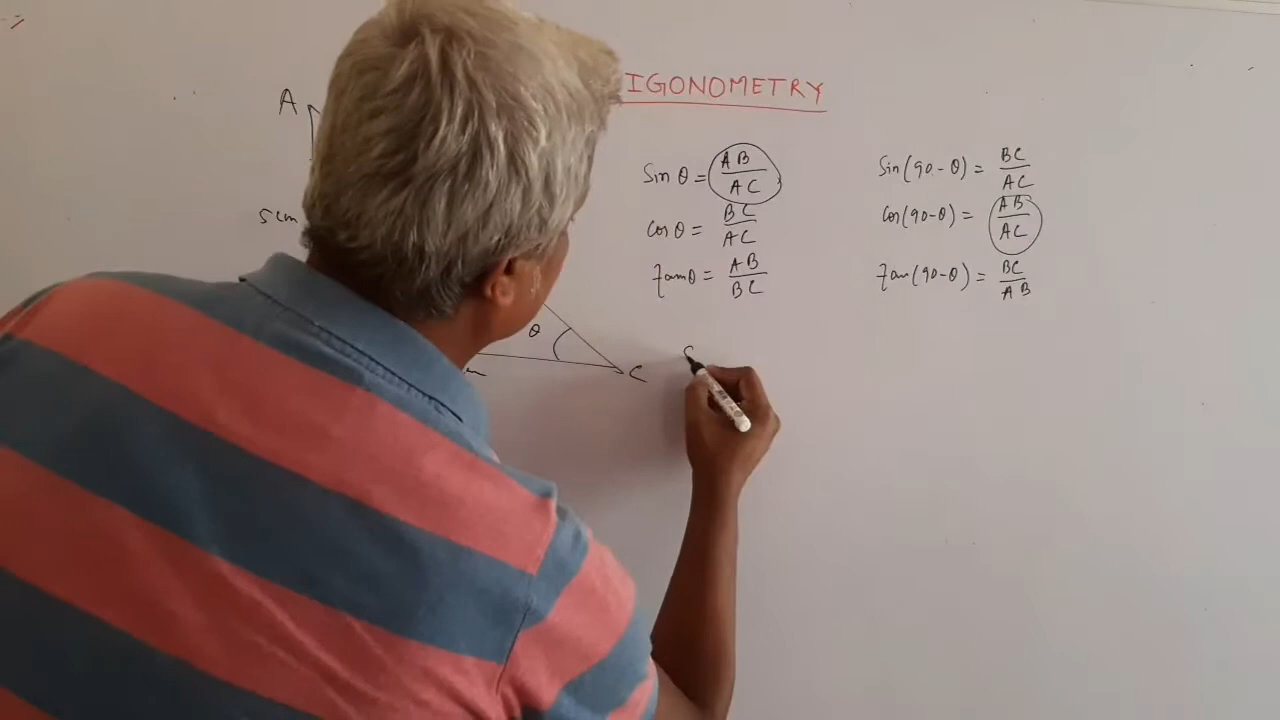 IGONOMETRY
A
5 cm
θ
C
Sin θ = AB / AC
Cos θ = BC / AC
Tan θ = AB / BC
Sin(90-θ) = BC / AC
Cos(90-θ) = AB / AC
Tan(90-θ) = BC / AB